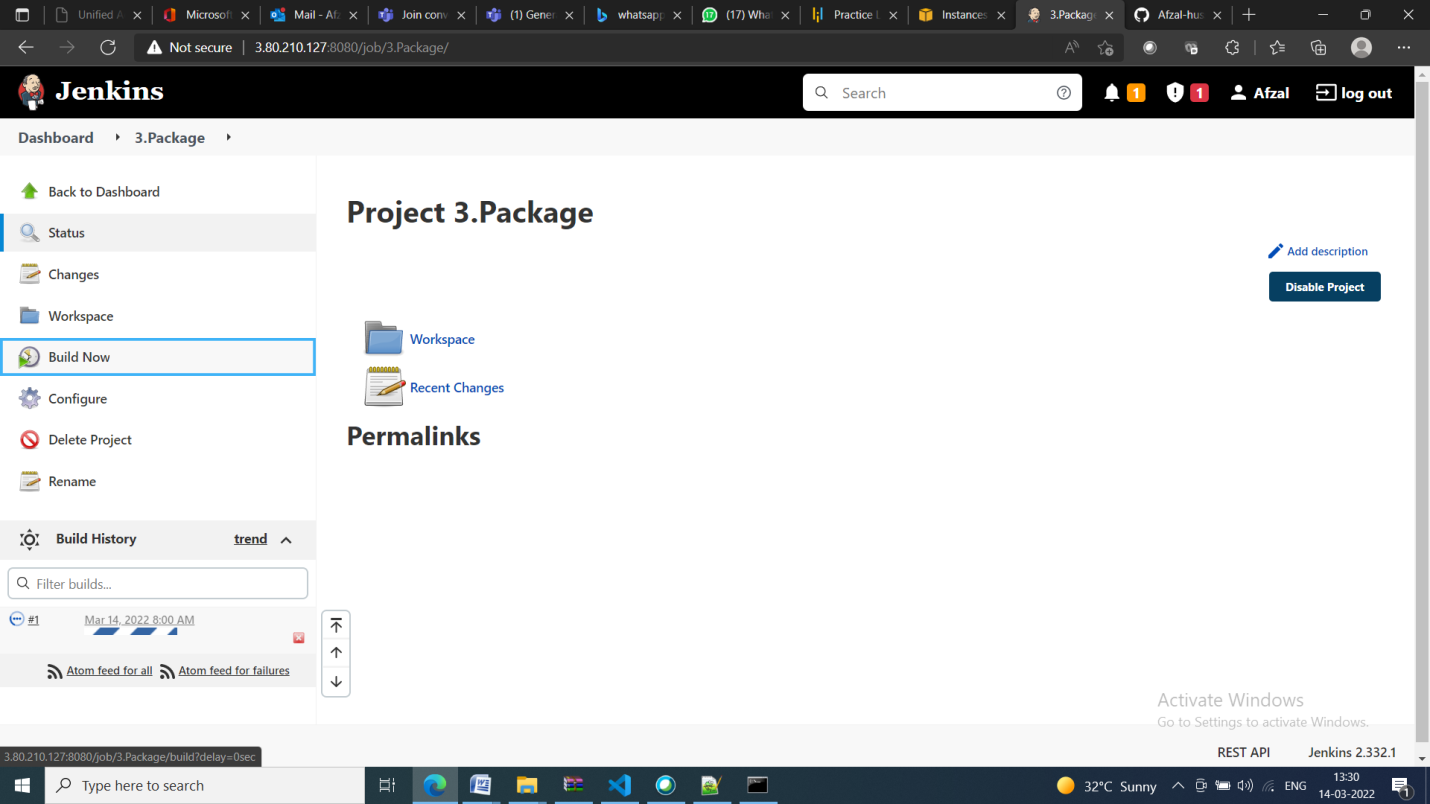 Unified A
Microsoft
Mail - Afz
Join conv
(1) Gener
whatsapp
(17) Wha
Practice L
Instances
3.Package
Afzal-hus
Not secure
3.80.210.127:8080/job/3.Package/
Jenkins
Search
1
1
Afzal
log out
Dashboard
3.Package
Back to Dashboard
Status
Changes
Workspace
Build Now
Configure
Delete Project
Rename
Project 3.Package
Add description
Disable Project
Workspace
Recent Changes
Permalinks
Build History
trend
Filter builds...
#1
Mar 14, 2022 8:00 AM
Atom feed for all
Atom feed for failures
Activate Windows
Go to Settings to activate Windows.
REST API
Jenkins 2.332.1
3.80.210.127:8080/job/3.Package/build?delay=0sec
Type here to search
32°C Sunny
ENG
13:30
14-03-2022
1